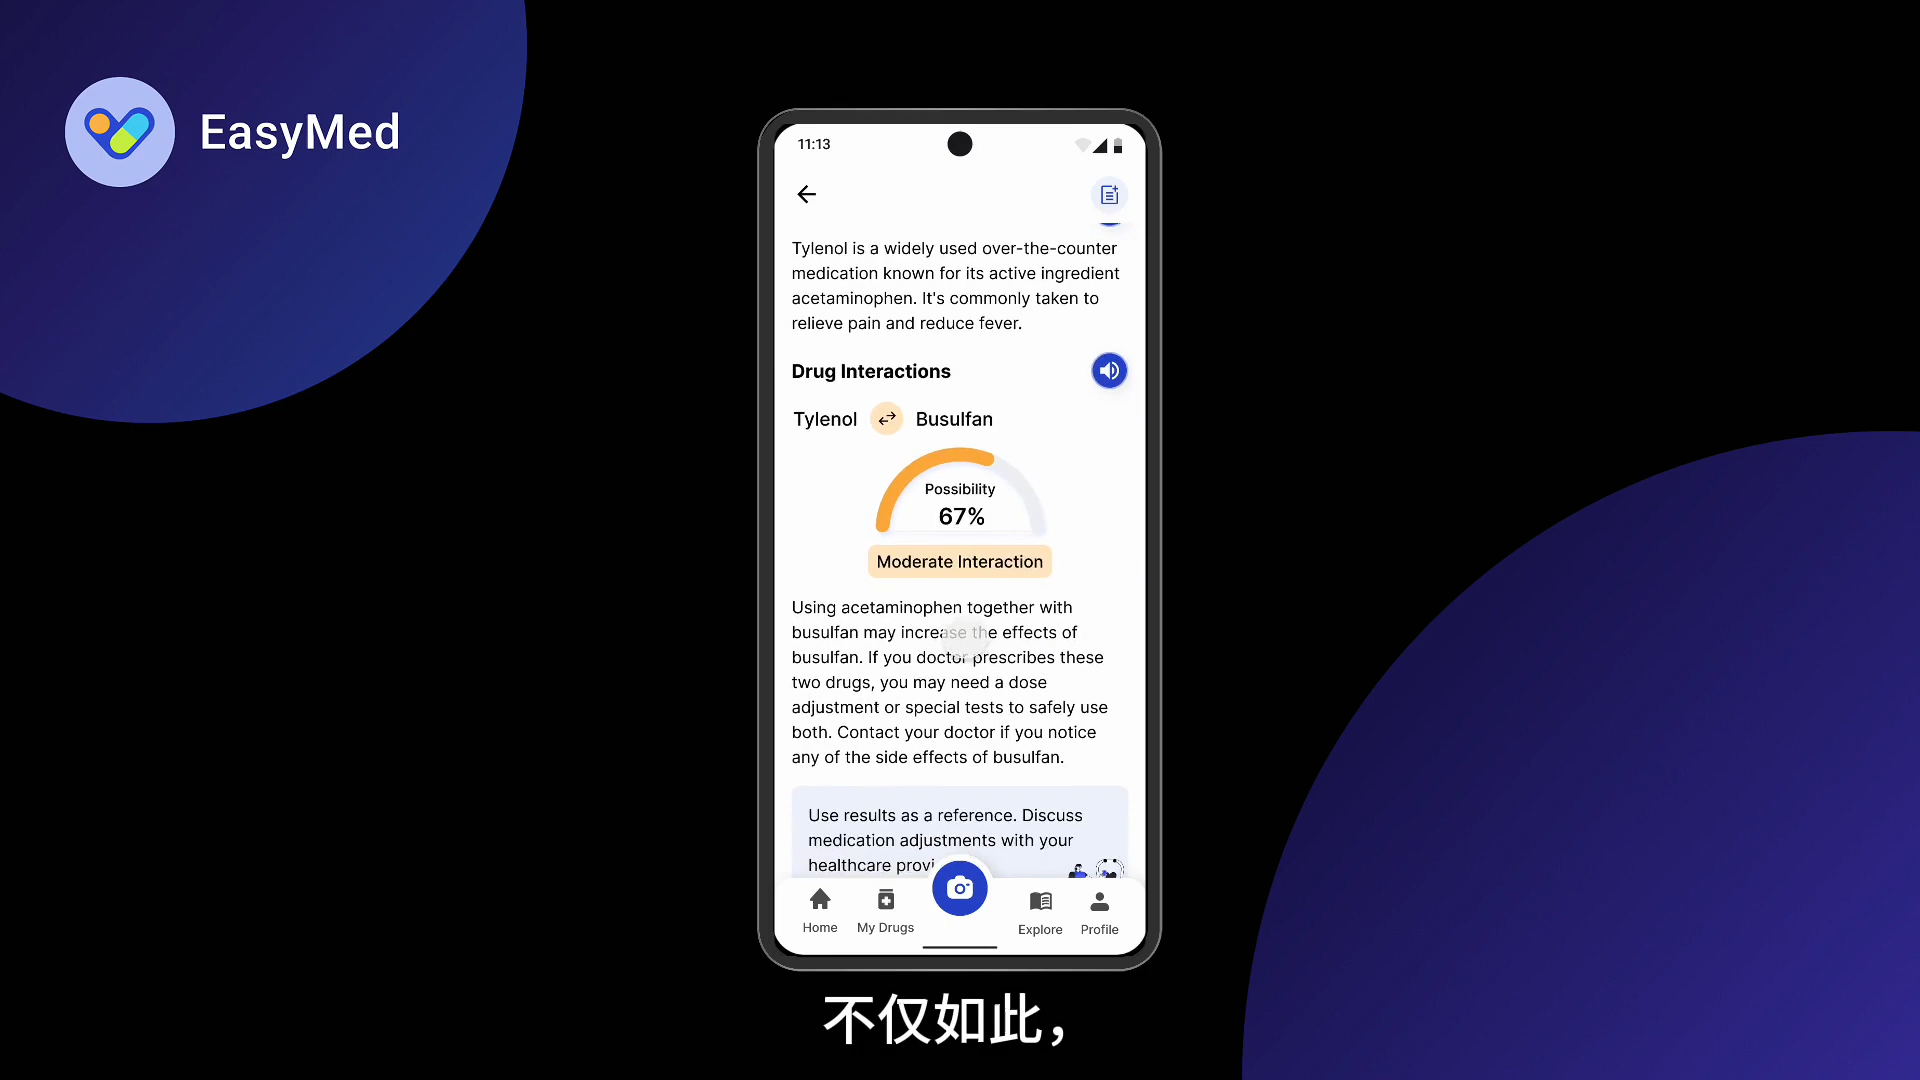 EasyMed
11:13
Tylenol is a widely used over-the-counter
medication known for its active ingredient
acetaminophen. It's commonly taken to
relieve pain and reduce fever.
Drug Interactions
Tylenol Busulfan
Possibility
67%
Moderate Interaction
Using acetaminophen together with
busulfan may increase the effects of
busulfan. If you doctor prescribes these
two drugs, you may need a dose
adjustment or special tests to safely use
both. Contact your doctor if you notice
any of the side effects of busulfan.
Use results as a reference. Discuss
medication adjustments with your
healthcare
Home My Drugs Explore Profile
不仅如此，